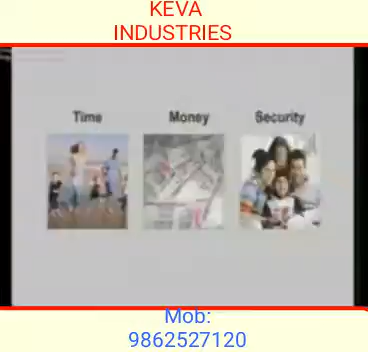 KEVA
INDUSTRIES
Time Money Security
Mob:
9862527120